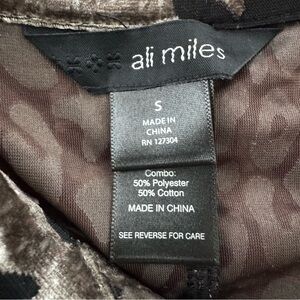 ali miles
S
MADE IN
CHINA
RN 127304
Combo:
50% Polyester
50% Cotton
MADE IN CHINA
SEE REVERSE FOR CARE